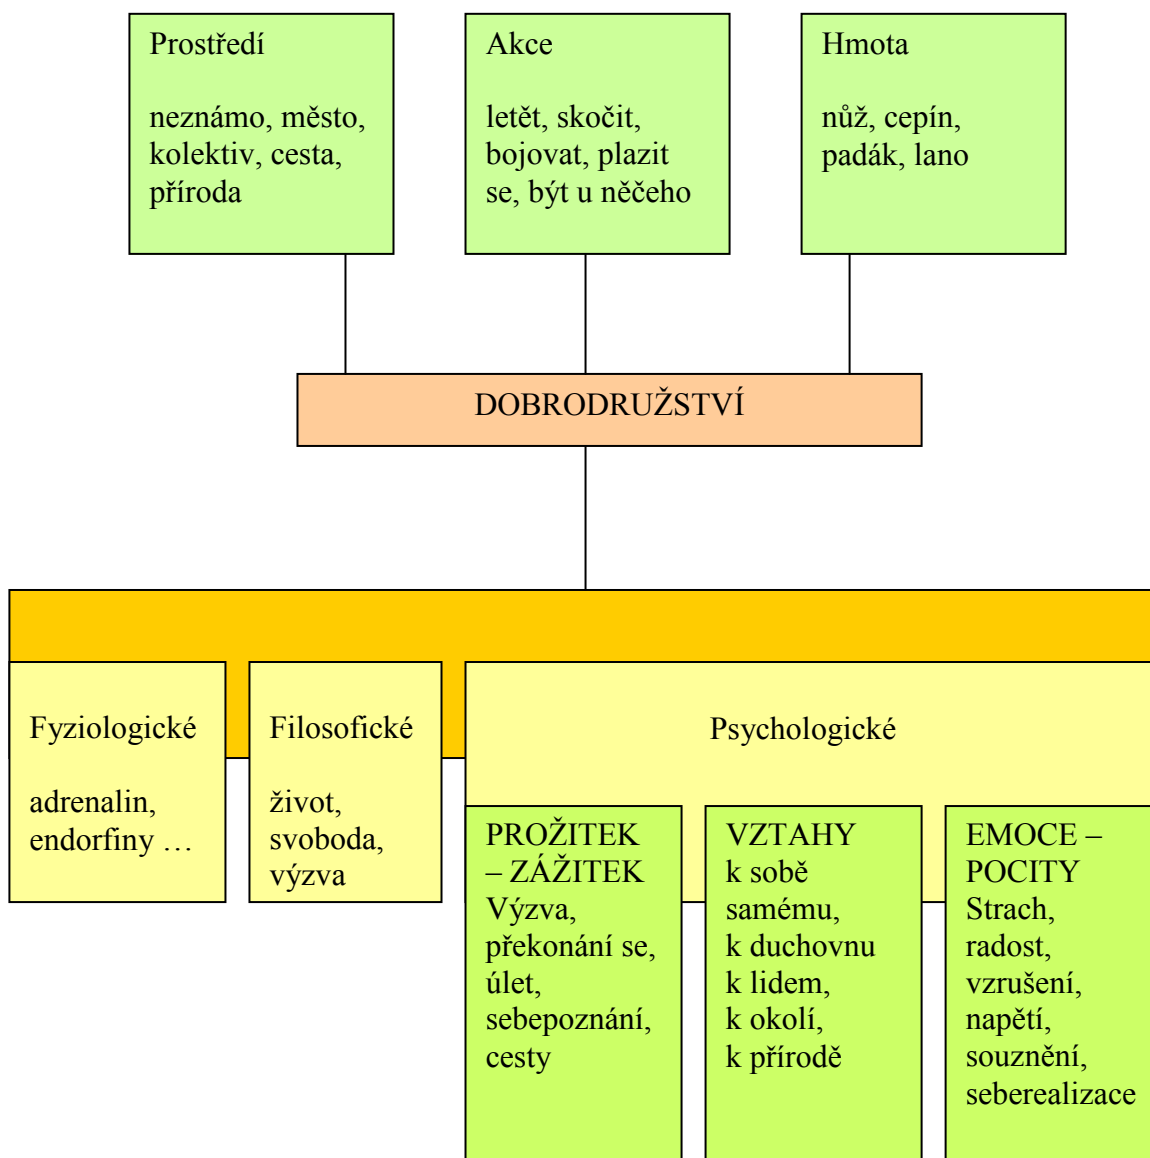 Prostředí
neznámo, město,
kolektiv, cesta,
příroda
Akce
letět, skočit,
bojovat, plazit
se, být u něčeho
Hmota
nůž, cepín,
padák, lano
DOBRODRUŽSTVÍ
Fyziologické
adrenalin,
endorfiny …
Filosofické
život,
svoboda,
výzva
Psychologické
PROŽITEK
– ZÁŽITEK
Výzva,
překonání se,
úlet,
sebepoznání,
cesty
VZTAHY
k sobě
samému,
k duchovnu
k lidem,
k okolí,
k přírodě
EMOCE –
POCITY
Strach,
radost,
vzrušení,
napětí,
souznění,
seberealizace